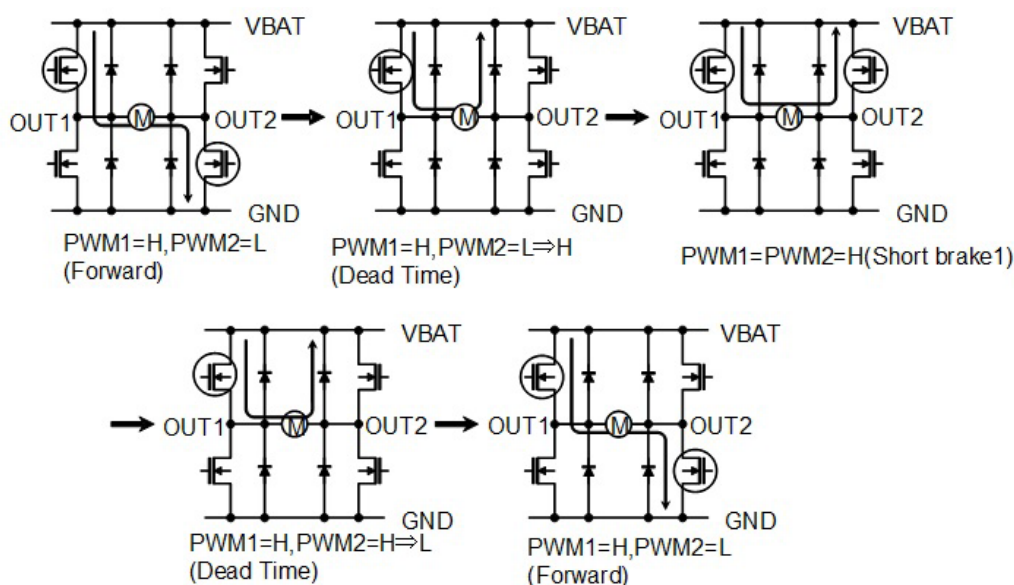 VBAT
OUT1 M OUT2
GND
PWM1=H,PWM2=L
(Forward)
VBAT
OUT1 M OUT2
GND
PWM1=H,PWM2=L⇒H
(Dead Time)
VBAT
OUT1 M OUT2
GND
PWM1=PWM2=H(Short brake1)
VBAT
OUT1 M OUT2
GND
PWM1=H,PWM2=H⇒L
(Dead Time)
VBAT
OUT1 M OUT2
GND
PWM1=H,PWM2=L
(Forward)